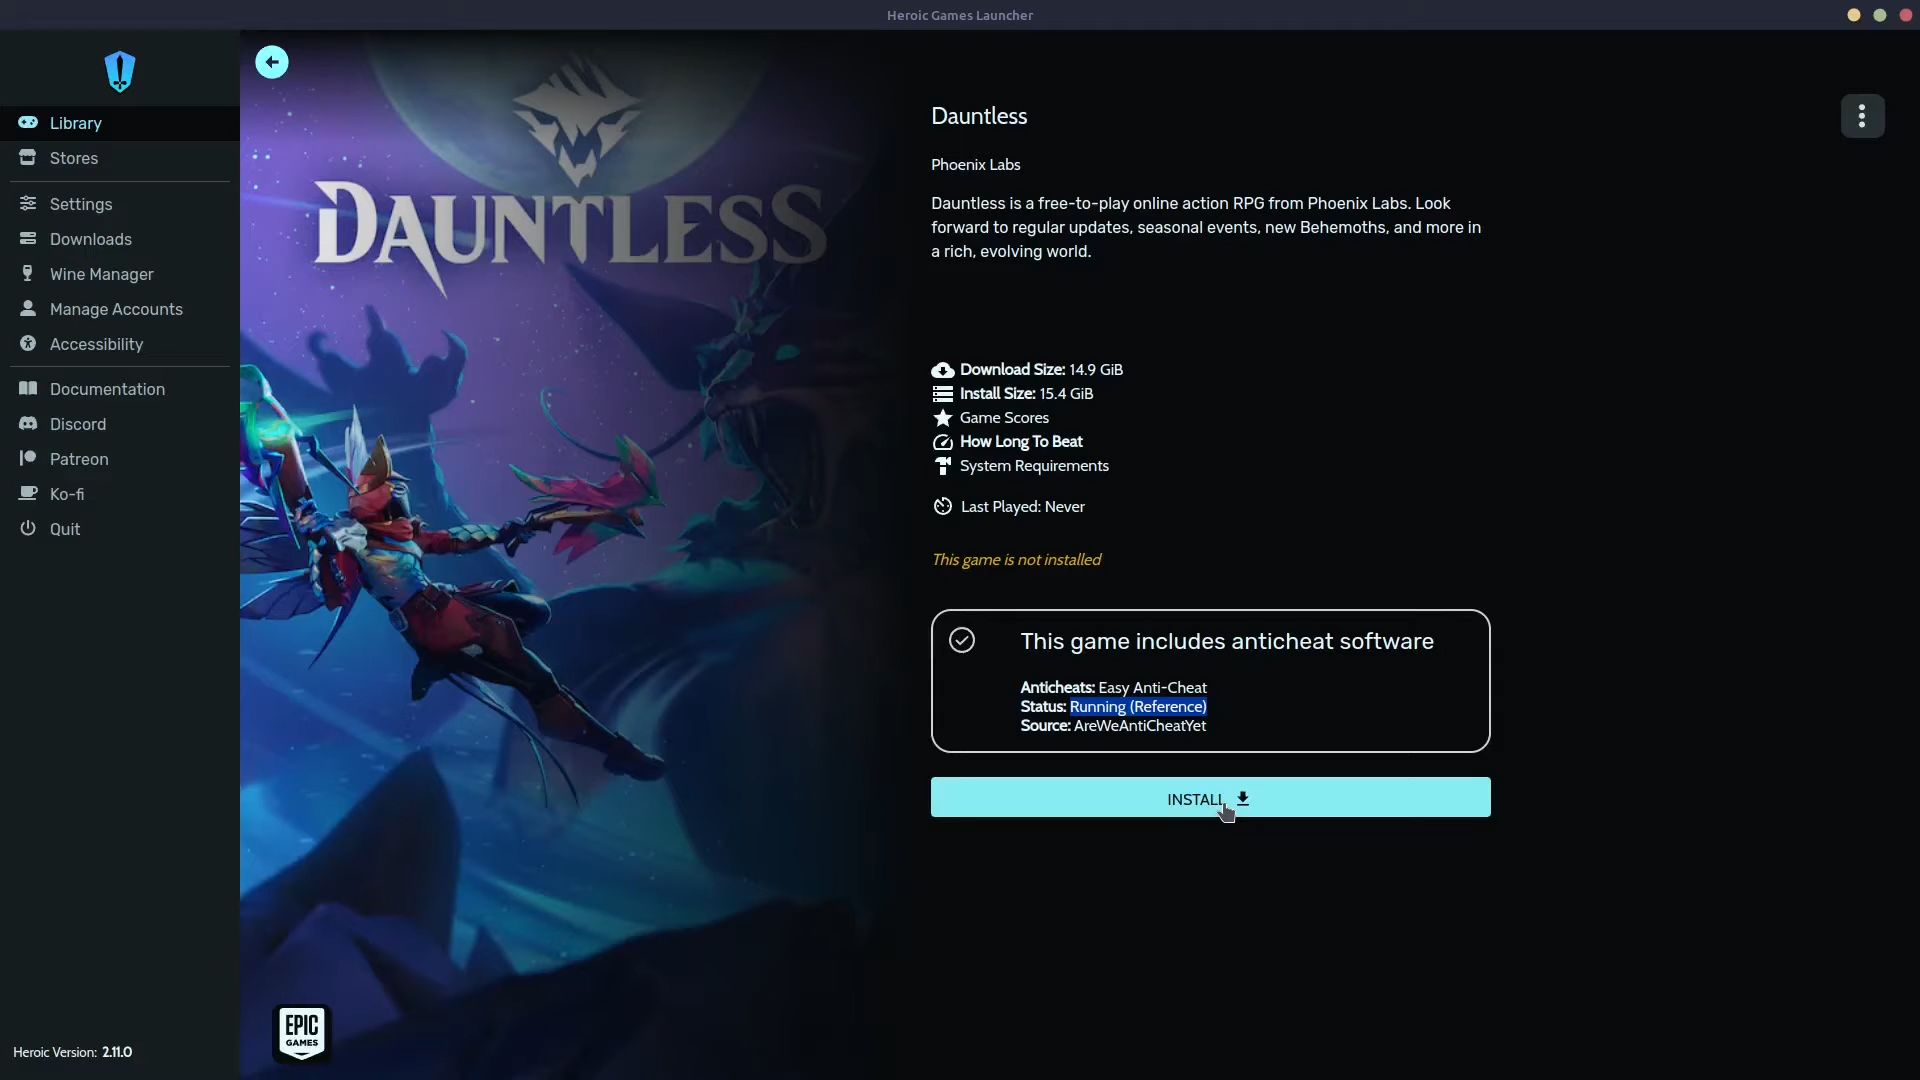 Heroic Games Launcher
Library
Stores
Settings
Downloads
Wine Manager
Manage Accounts
Accessibility
Documentation
Discord
Patreon
Ko-fi
Quit
Heroic Version: 2.11.0
DAUNTLESS
EPIC
GAMES
Dauntless
Phoenix Labs
Dauntless is a free-to-play online action RPG from Phoenix Labs. Look
forward to regular updates, seasonal events, new Behemoths, and more in
a rich, evolving world.
Download Size: 14.9 GiB
Install Size: 15.4 GiB
Game Scores
How Long To Beat
System Requirements
Last Played: Never
This game is not installed
This game includes anticheat software
Anticheats: Easy Anti-Cheat
Status: Running (Reference)
Source: AreWeAntiCheatYet
INSTALL